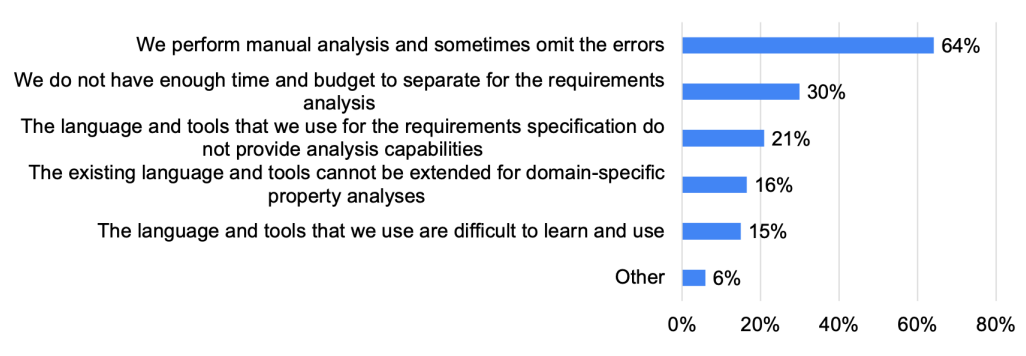 We perform manual analysis and sometimes omit the errors
64%
We do not have enough time and budget to separate for the requirements
analysis
30%
The language and tools that we use for the requirements specification do
not provide analysis capabilities
21%
The existing language and tools cannot be extended for domain-specific
property analyses
16%
The language and tools that we use are difficult to learn and use
15%
Other
6%
0% 20% 40% 60% 80%